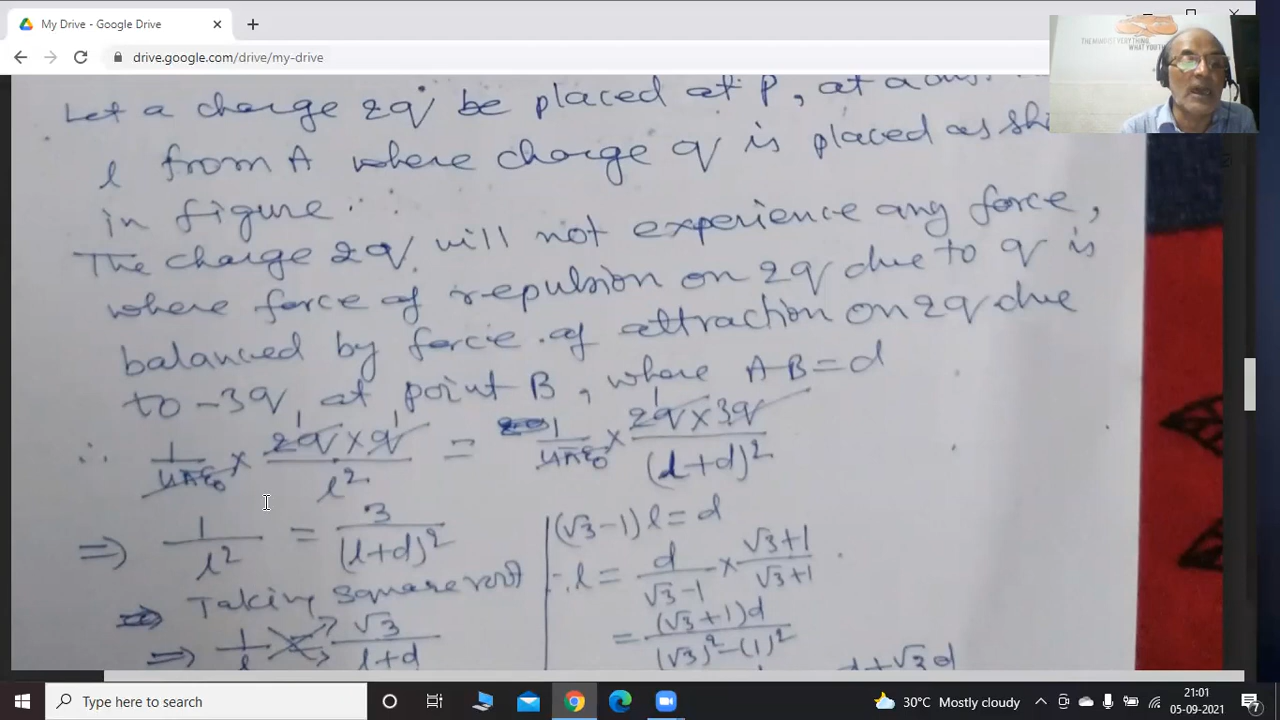 My Drive - Google Drive
drive.google.com/drive/my-drive
Let a charge 2q be placed at P, at a
l from A where charge q is placed as
in figure.
The charge 2q will not experience any force,
where force of repulsion on 2q due to q is
balanced by force of attraction on 2q due
to -3q, at point B, where AB = d
∴ 1/4πε₀ × 2q×q/l² = 1/4πε₀ × 2q×3q/(l+d)²
⇒ 1/l² = 3/(l+d)²
⇒ Taking square root
⇒ 1/l = √3/l+d
(√3-1)l = d
∴ l = d/√3-1 × √3+1/√3+1
= (√3+1)d/(√3)²-(1)²
d+√3d
Type here to search
30°C Mostly cloudy
21:01
05-09-2021
7